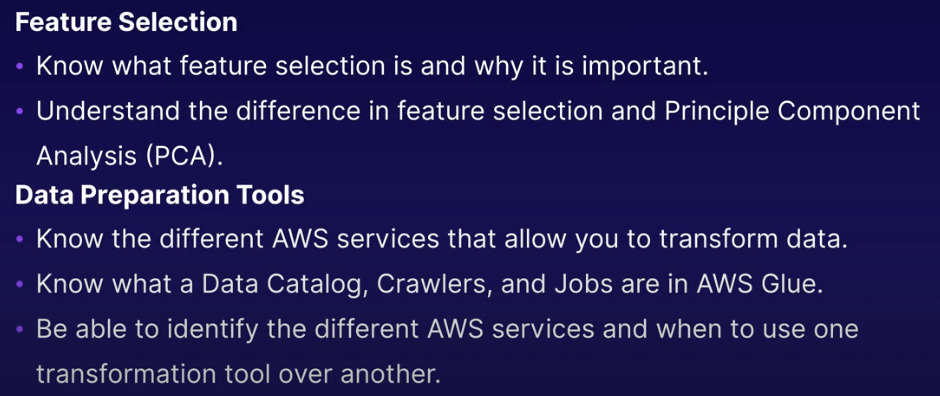 Feature Selection
• Know what feature selection is and why it is important.
• Understand the difference in feature selection and Principle Component
Analysis (PCA).
Data Preparation Tools
• Know the different AWS services that allow you to transform data.
• Know what a Data Catalog, Crawlers, and Jobs are in AWS Glue.
• Be able to identify the different AWS services and when to use one
transformation tool over another.